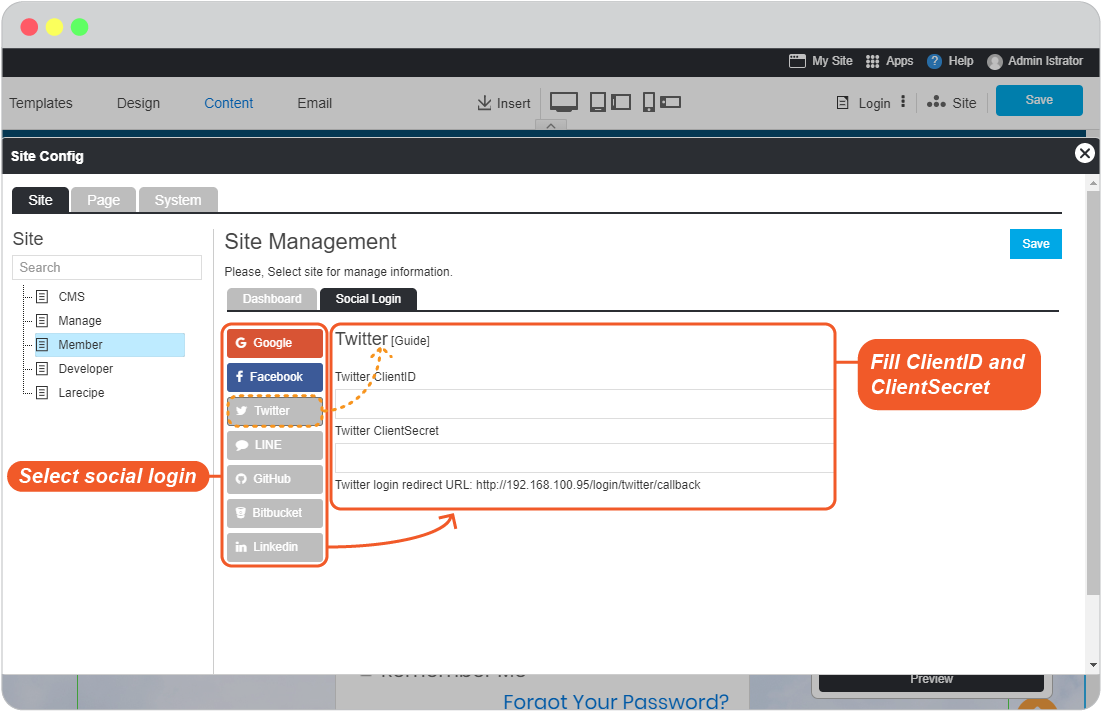 My Site Apps ? Help Admin Istrator
Templates Design Content Email Insert Login Site Save
Site Config
Site Page System
Site
Search
CMS
Manage
Member
Developer
Larecipe
Site Management
Save
Please, Select site for manage information.
Dashboard Social Login
Google
Facebook
Twitter
LINE
GitHub
Bitbucket
Linkedin
Twitter [Guide]
Twitter ClientID
Twitter ClientSecret
Twitter login redirect URL: http://192.168.100.95/login/twitter/callback
Fill ClientID and
ClientSecret
Select social login
Remember Me
Forgot Your Password?
Preview